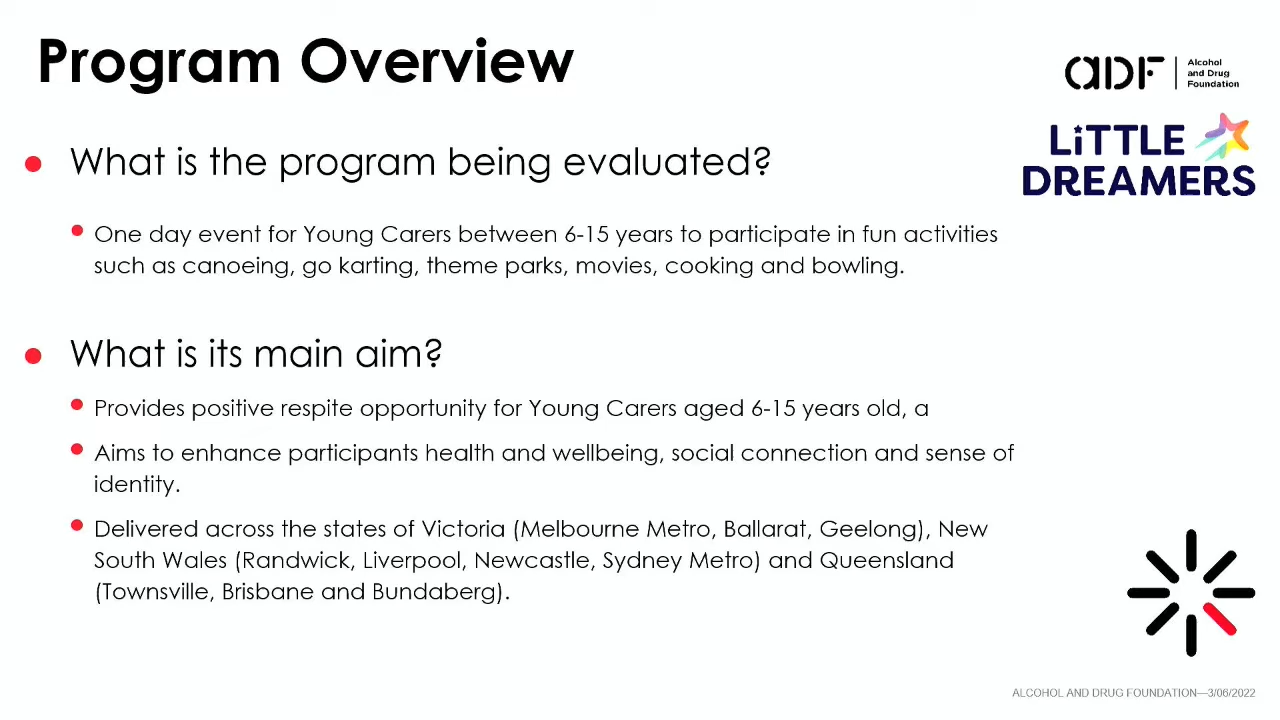 Program Overview
aDF
Alcohol
and Drug
Foundation
LiTTLE
DREAMERS
What is the program being evaluated?
One day event for Young Carers between 6-15 years to participate in fun activities
such as canoeing, go karting, theme parks, movies, cooking and bowling.
What is its main aim?
Provides positive respite opportunity for Young Carers aged 6-15 years old, a
Aims to enhance participants health and wellbeing, social connection and sense of
identity.
Delivered across the states of Victoria (Melbourne Metro, Ballarat, Geelong), New
South Wales (Randwick, Liverpool, Newcastle, Sydney Metro) and Queensland
(Townsville, Brisbane and Bundaberg).
ALCOHOL AND DRUG FOUNDATION—3/06/2022